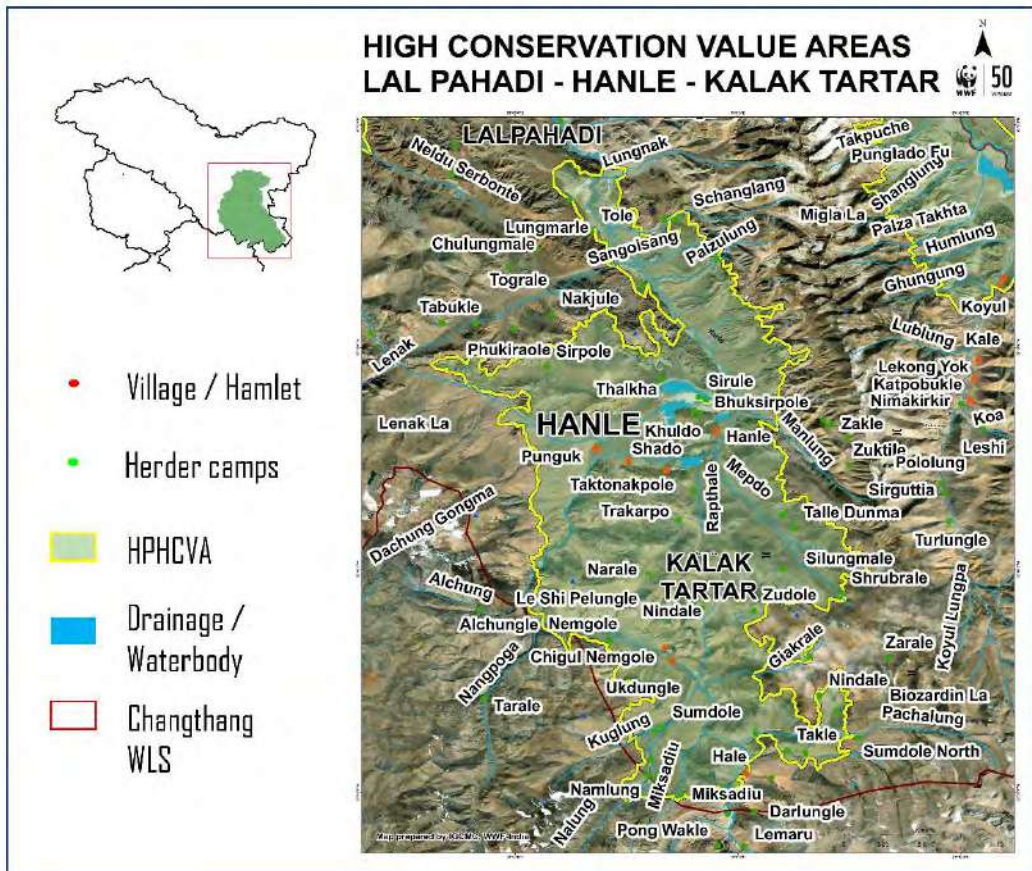 HIGH CONSERVATION VALUE AREAS
LAL PAHADI - HANLE - KALAK TARTAR
N
WWF
50
Village / Hamlet
Herder camps
HPHCVA
Drainage /
Waterbody
Changthang
WLS
LALPAHADI
Lungnak
Takpuche
Punglado Fu
Neldu Serbonte
Schanglang
Shanglung
Tole
Migla La
Lungmarle
Palza Takhta
Chulungmale
Sangoisang
Palzulung
Humlung
Tograle
Ghungung
Nakjule
Koyul
Tabukle
Lublung
Kale
Lenak
Phukiraole
Sirpole
Lekong Yok
Thalkha
Sirule
Katpobukle
Bhuksirpole
Nimakirkir
Koa
Lenak La
HANLE
Khuldo
Hanle
Manlung
Zakle
Leshi
Punguk
Shado
Zuktile
Pololung
Taktonakpole
Rapthale
Mepdo
Sirguttia
Trakarpo
Talle Dunma
Dachung Gongma
Turlungle
KALAK
TARTAR
Silungmale
Narale
Shrubrale
Alchung
Le Shi Pelungle
Zudole
Koyul Lungpa
Nindale
Alchungle
Nemgole
Giakrale
Zarale
Chigul Nemgole
Nangpoga
Nindale
Ukdungle
Biozardin La
Tarale
Sumdole
Pachalung
Kuglung
Takle
Hale
Sumdole North
Miksadiu
Namlung
Miksadiu
Nalung
Darlungle
Pong Wakle
Lemaru
Map prepared by IGCMC, WWF-India